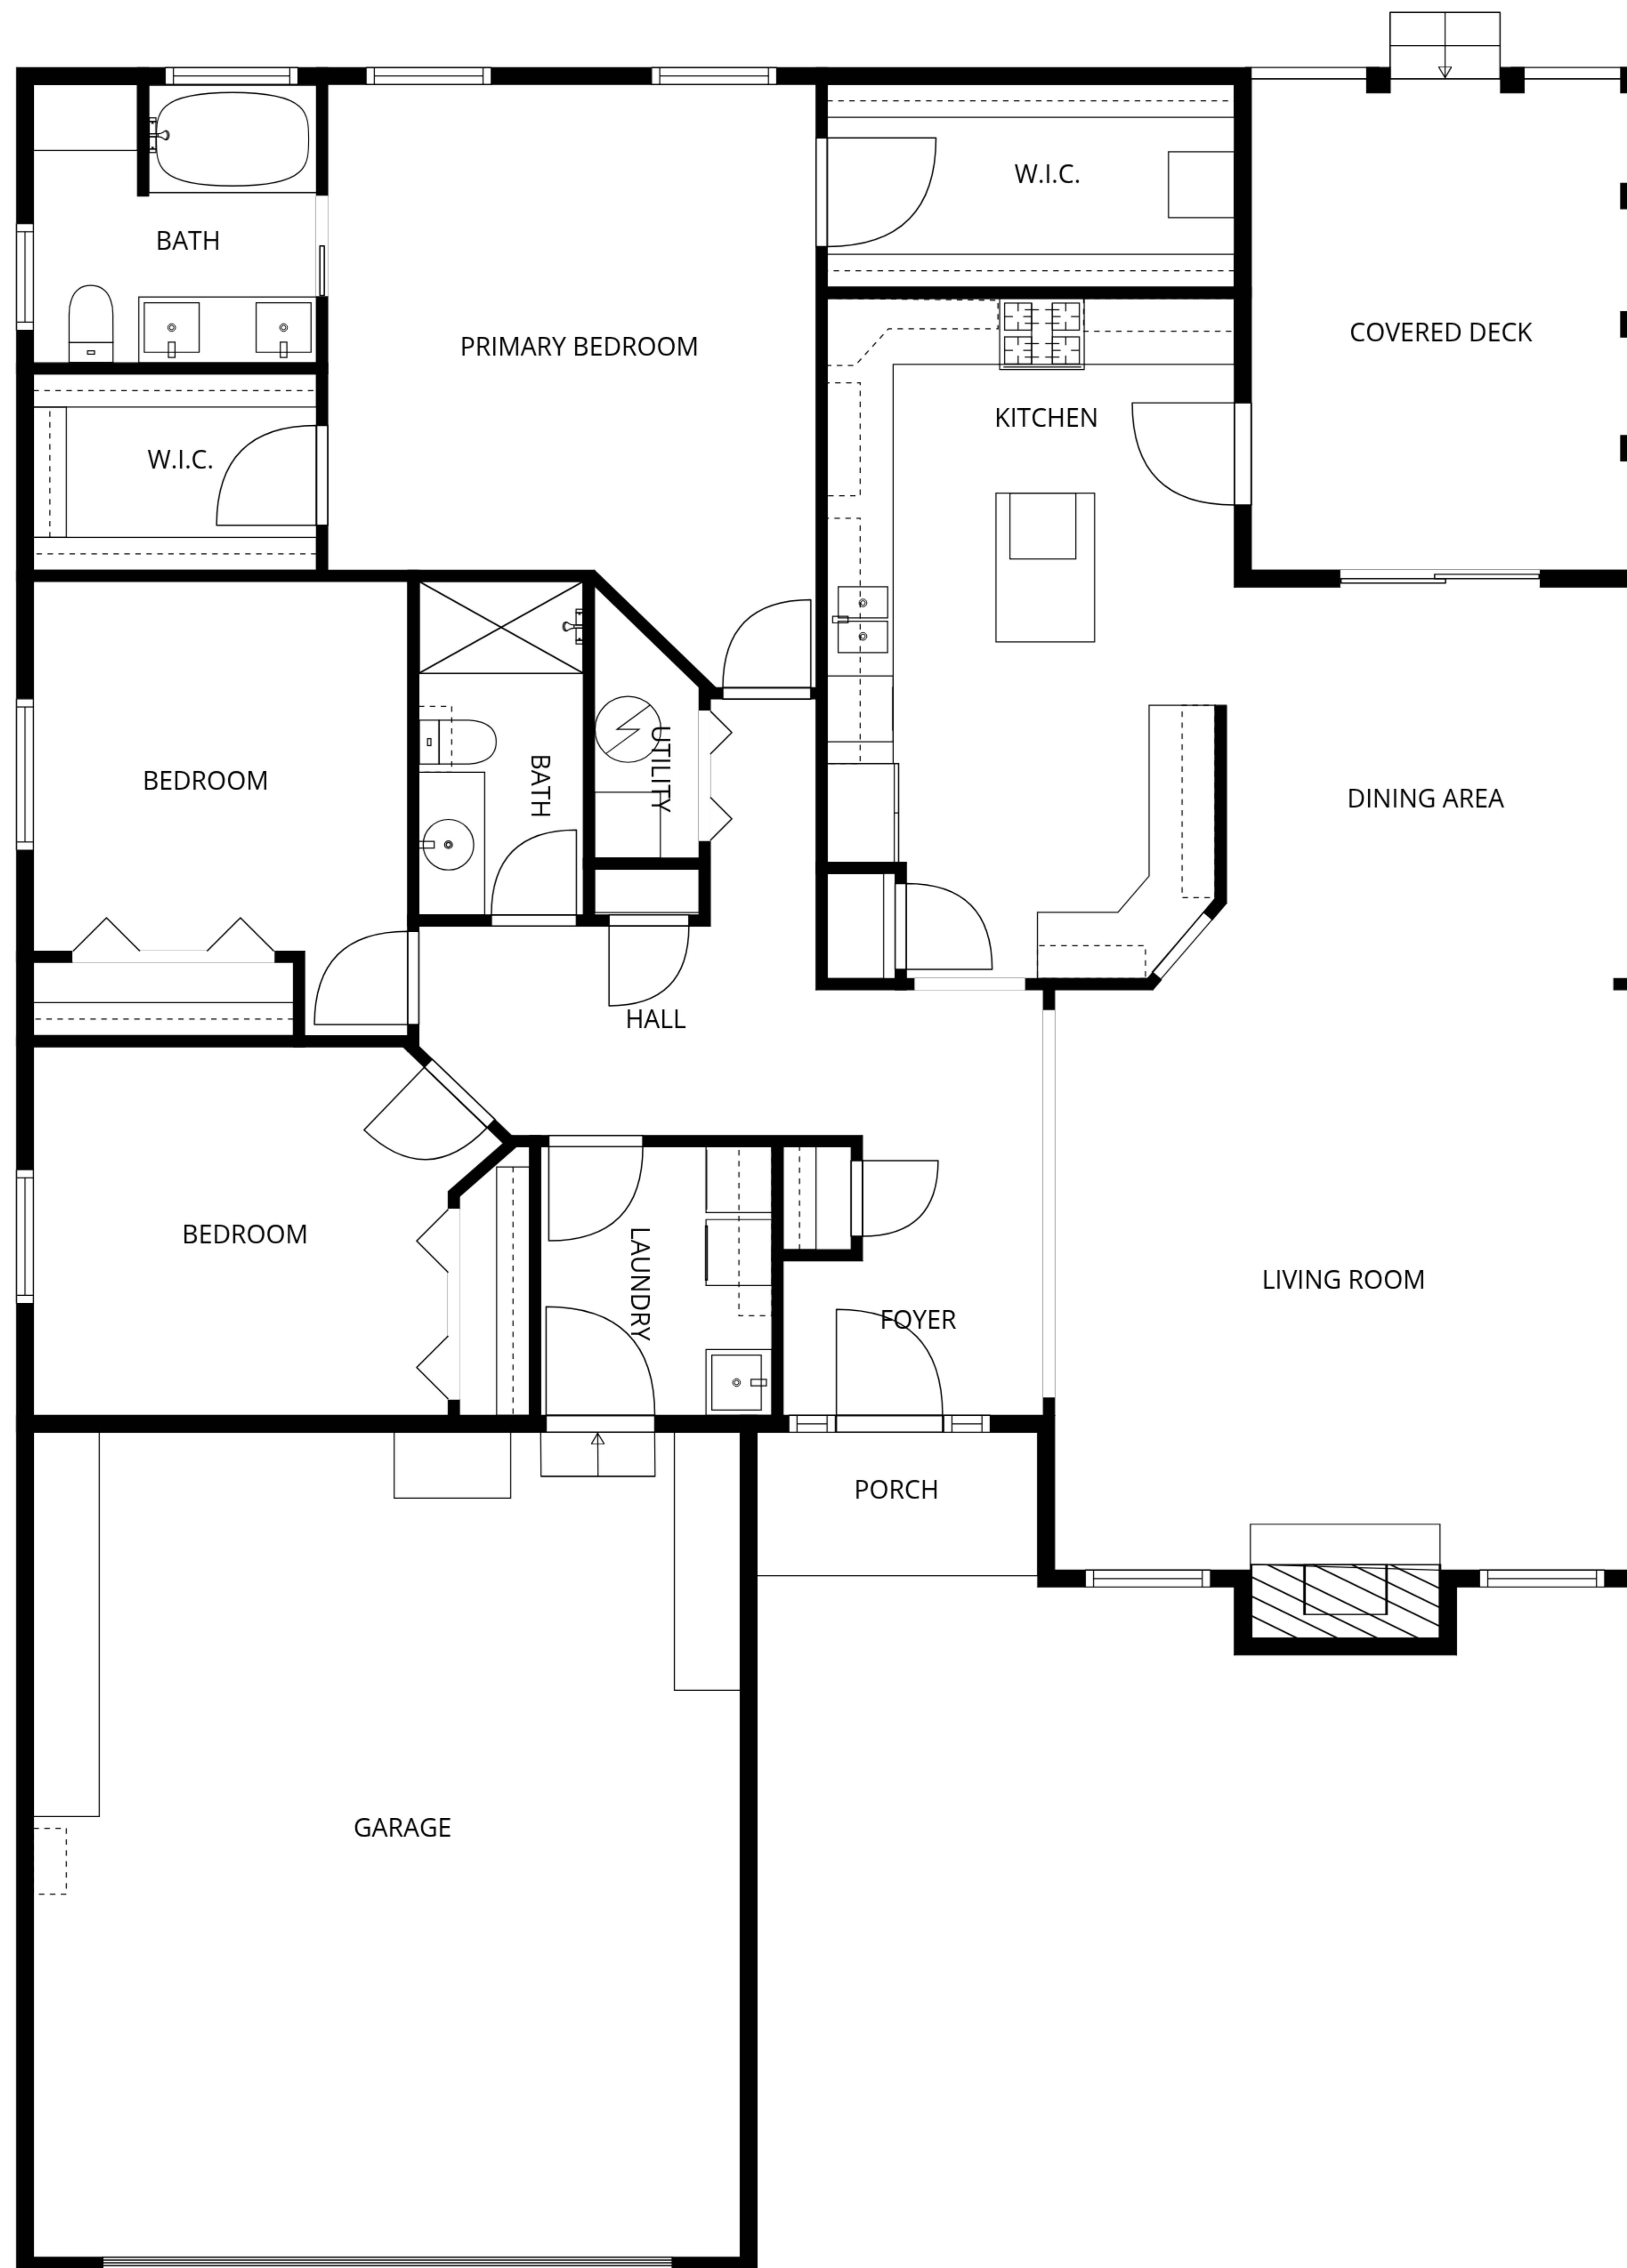 W.I.C.
BATH
COVERED DECK
PRIMARY BEDROOM
KITCHEN
W.I.C.
BEDROOM
BATH
UTILITY
DINING AREA
HALL
BEDROOM
LAUNDRY
LIVING ROOM
FOYER
PORCH
GARAGE